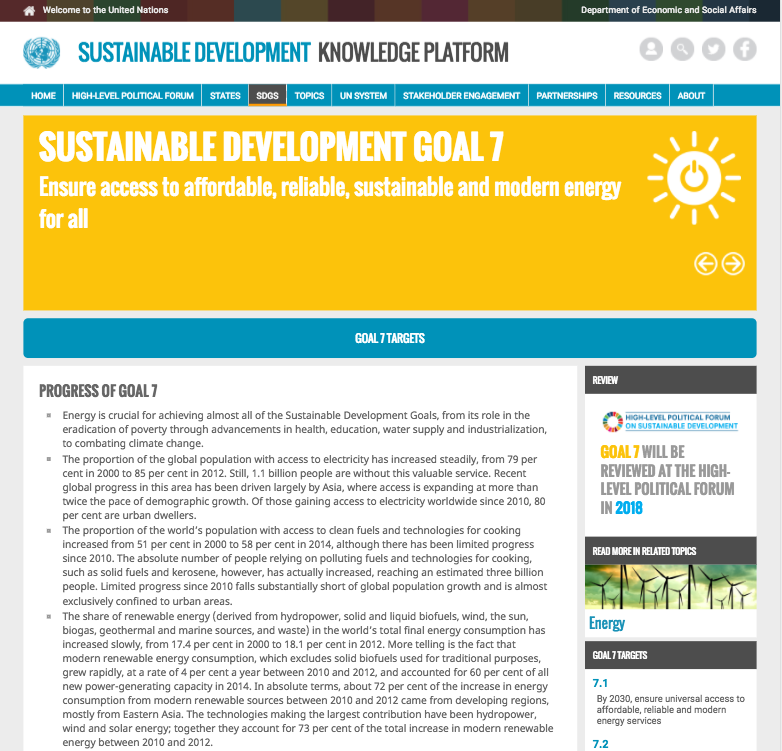 Welcome to the United Nations
Department of Economic and Social Affairs
SUSTAINABLE DEVELOPMENT KNOWLEDGE PLATFORM
HOME
HIGH-LEVEL POLITICAL FORUM
STATES
SDGS
TOPICS
UN SYSTEM
STAKEHOLDER ENGAGEMENT
PARTNERSHIPS
RESOURCES
ABOUT
SUSTAINABLE DEVELOPMENT GOAL 7
Ensure access to affordable, reliable, sustainable and modern energy
for all
GOAL 7 TARGETS
PROGRESS OF GOAL 7
Energy is crucial for achieving almost all of the Sustainable Development Goals, from its role in the
eradication of poverty through advancements in health, education, water supply and industrialization,
to combating climate change.
The proportion of the global population with access to electricity has increased steadily, from 79 per
cent in 2000 to 85 per cent in 2012. Still, 1.1 billion people are without this valuable service. Recent
global progress in this area has been driven largely by Asia, where access is expanding at more than
twice the pace of demographic growth. Of those gaining access to electricity worldwide since 2010, 80
per cent are urban dwellers.
The proportion of the world's population with access to clean fuels and technologies for cooking
increased from 51 per cent in 2000 to 58 per cent in 2014, although there has been limited progress
since 2010. The absolute number of people relying on polluting fuels and technologies for cooking,
such as solid fuels and kerosene, however, has actually increased, reaching an estimated three billion
people. Limited progress since 2010 falls substantially short of global population growth and is almost
exclusively confined to urban areas.
The share of renewable energy (derived from hydropower, solid and liquid biofuels, wind, the sun,
biogas, geothermal and marine sources, and waste) in the world's total final energy consumption has
increased slowly, from 17.4 per cent in 2000 to 18.1 per cent in 2012. More telling is the fact that
modern renewable energy consumption, which excludes solid biofuels used for traditional purposes,
grew rapidly, at a rate of 4 per cent a year between 2010 and 2012, and accounted for 60 per cent of all
new power-generating capacity in 2014. In absolute terms, about 72 per cent of the increase in energy
consumption from modern renewable sources between 2010 and 2012 came from developing regions,
mostly from Eastern Asia. The technologies making the largest contribution have been hydropower,
wind and solar energy; together they account for 73 per cent of the total increase in modern renewable
energy between 2010 and 2012.
REVIEW
HIGH-LEVEL POLITICAL FORUM
ON SUSTAINABLE DEVELOPMENT
GOAL 7 WILL BE
REVIEWED AT THE HIGH-
LEVEL POLITICAL FORUM
IN 2018
READ MORE IN RELATED TOPICS
Energy
GOAL 7 TARGETS
7.1
By 2030, ensure universal access to
affordable, reliable and modern
energy services
7.2